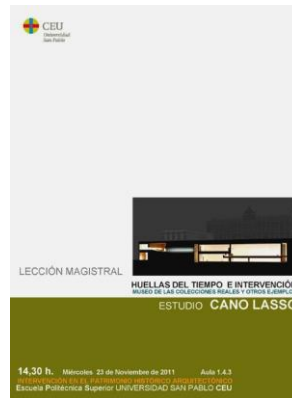 CEU
Universidad
San Pablo
LECCIÓN MAGISTRAL
HUELLAS DEL TIEMPO E INTERVENCIÓN
MUSEO DE LAS COLECCIONES REALES Y OTROS EJEMPLO
ESTUDIO CANO LASSO
14,30 h. Miércoles 23 de Noviembre de 2011 Aula 1.4.3
INTERVENCIÓN EN EL PATRIMONIO HISTÓRICO ARQUITECTÓNICO
Escuela Politécnica Superior UNIVERSIDAD SAN PABLO CEU